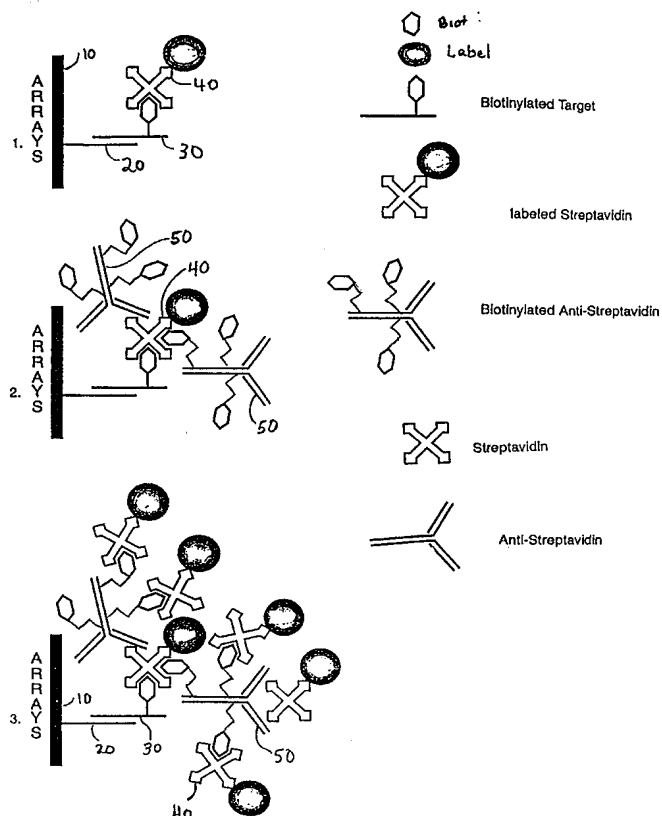 Biot:
Label
Biotinylated Target
labeled Streptavidin
Biotinylated Anti-Streptavidin
Streptavidin
Anti-Streptavidin
1.
ARRAYS
10
20
30
40
2.
ARRAYS
50
40
50
3.
ARRAYS
10
20
30
50
40